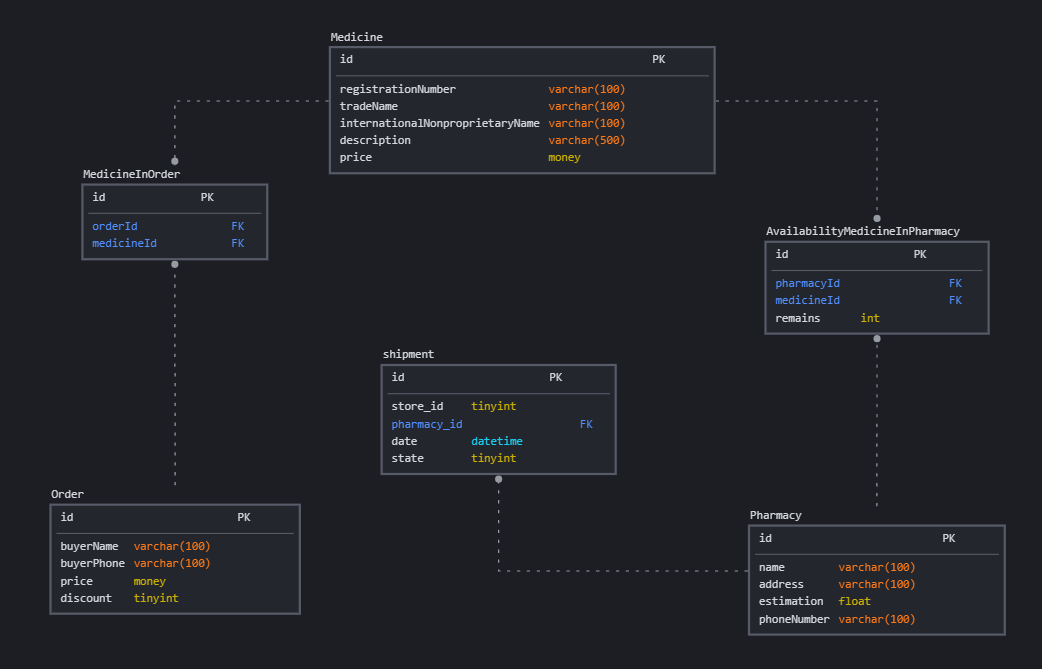 Medicine
id PK
registrationNumber varchar(100)
tradeName varchar(100)
internationalNonproprietaryName varchar(100)
description varchar(500)
price money
MedicineInOrder
id PK
orderId FK
medicineId FK
AvailabilityMedicineInPharmacy
id PK
pharmacyId FK
medicineId FK
remains int
shipment
id PK
store_id tinyint
pharmacy_id FK
date datetime
state tinyint
Order
id PK
buyerName varchar(100)
buyerPhone varchar(100)
price money
discount tinyint
Pharmacy
id PK
name varchar(100)
address varchar(100)
estimation float
phoneNumber varchar(100)